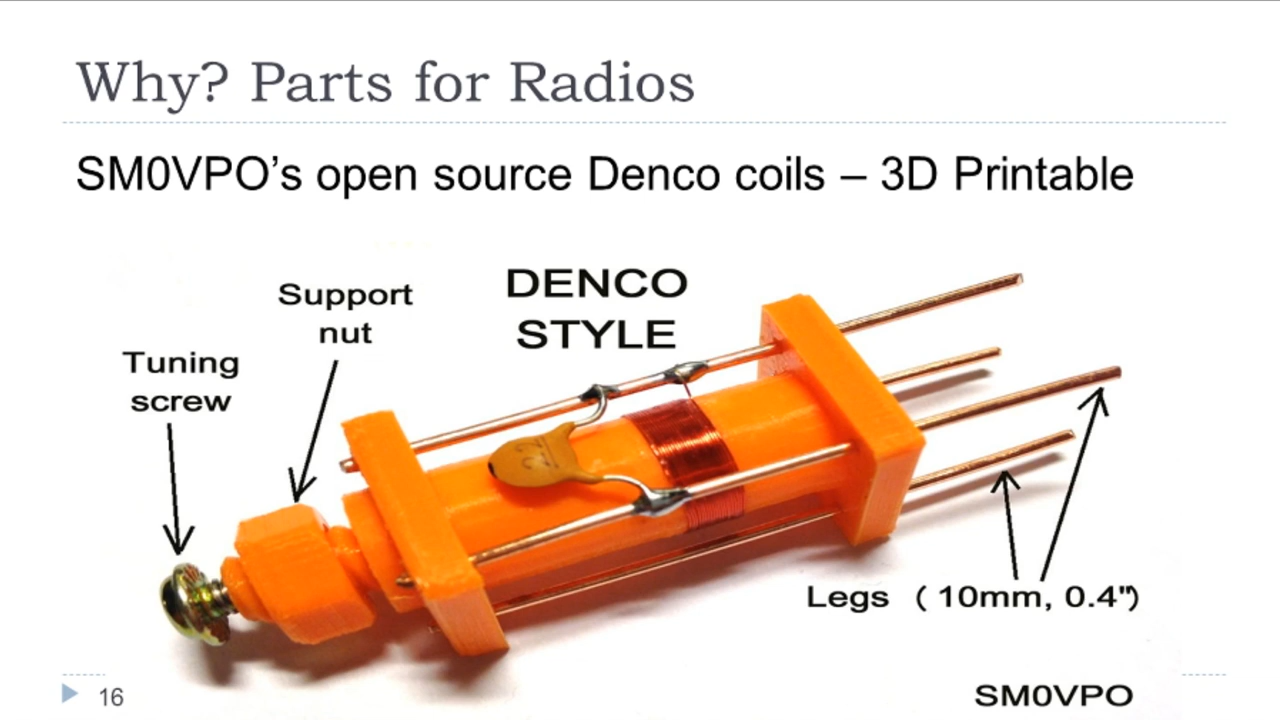 Why? Parts for Radios
SM0VPO’s open source Denco coils – 3D Printable
DENCO
STYLE
Support
nut
Tuning
screw
Legs ( 10mm, 0.4")
16
SM0VPO